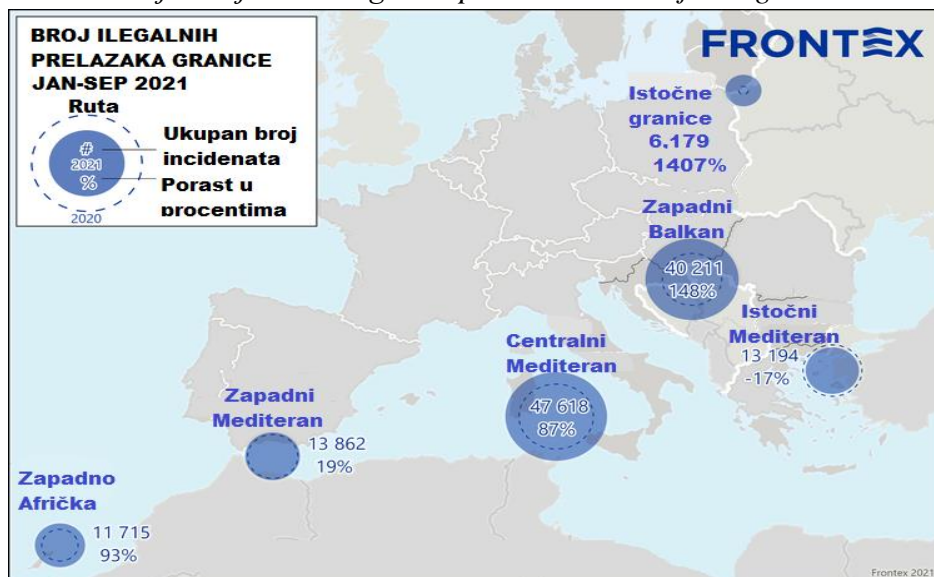 BROJ ILEGALNIH
PRELAZAKA GRANICE
JAN-SEP 2021
Ruta
#
2021
%
2020
Ukupan broj
incidenata
Porast u
procentima
FRONTEX
Istočne
granice
6.179
1407%
Zapadni
Balkan
40 211
148%
Istočni
Mediteran
13 194
-17%
Centralni
Mediteran
47 618
87%
Zapadni
Mediteran
13 862
19%
Zapadno
Afrička
11 715
93%
Frontex 2021